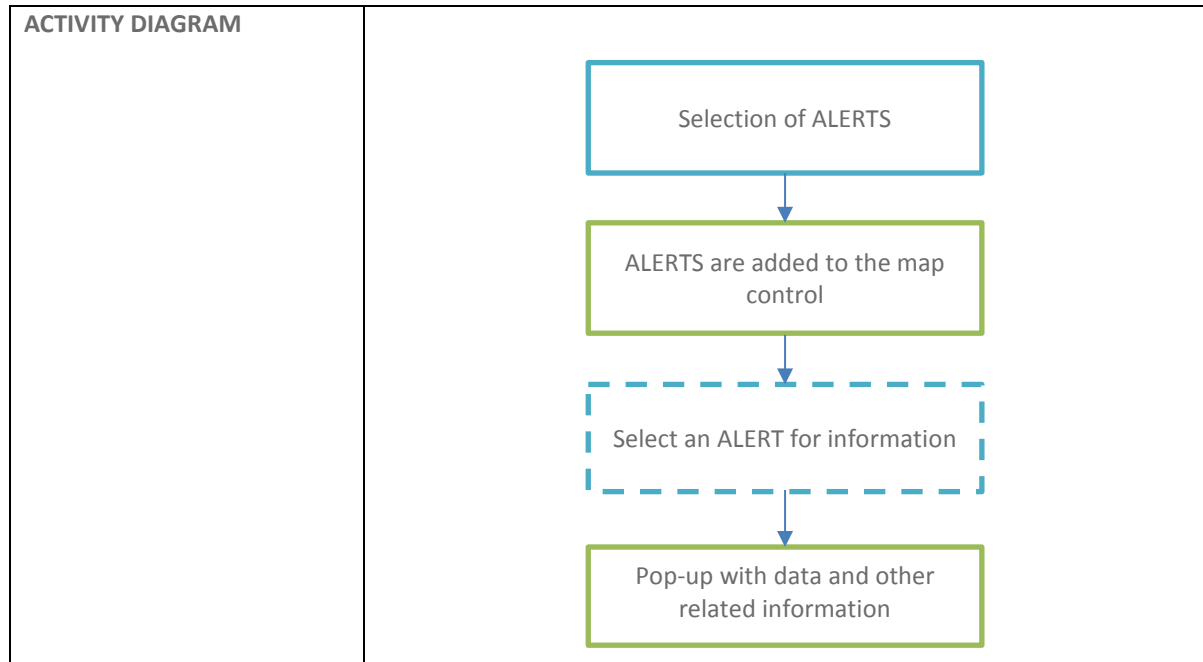 ACTIVITY DIAGRAM
Selection of ALERTS
ALERTS are added to the map
control
Select an ALERT for information
Pop-up with data and other
related information